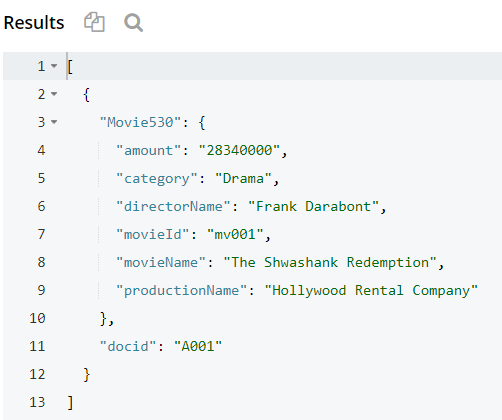 Results
1 [
2 {
3 "Movie530": {
4 "amount": "28340000",
5 "category": "Drama",
6 "directorName": "Frank Darabont",
7 "movieId": "mv001",
8 "movieName": "The Shwashank Redemption",
9 "productionName": "Hollywood Rental Company"
10 },
11 "docid": "A001"
12 }
13 ]